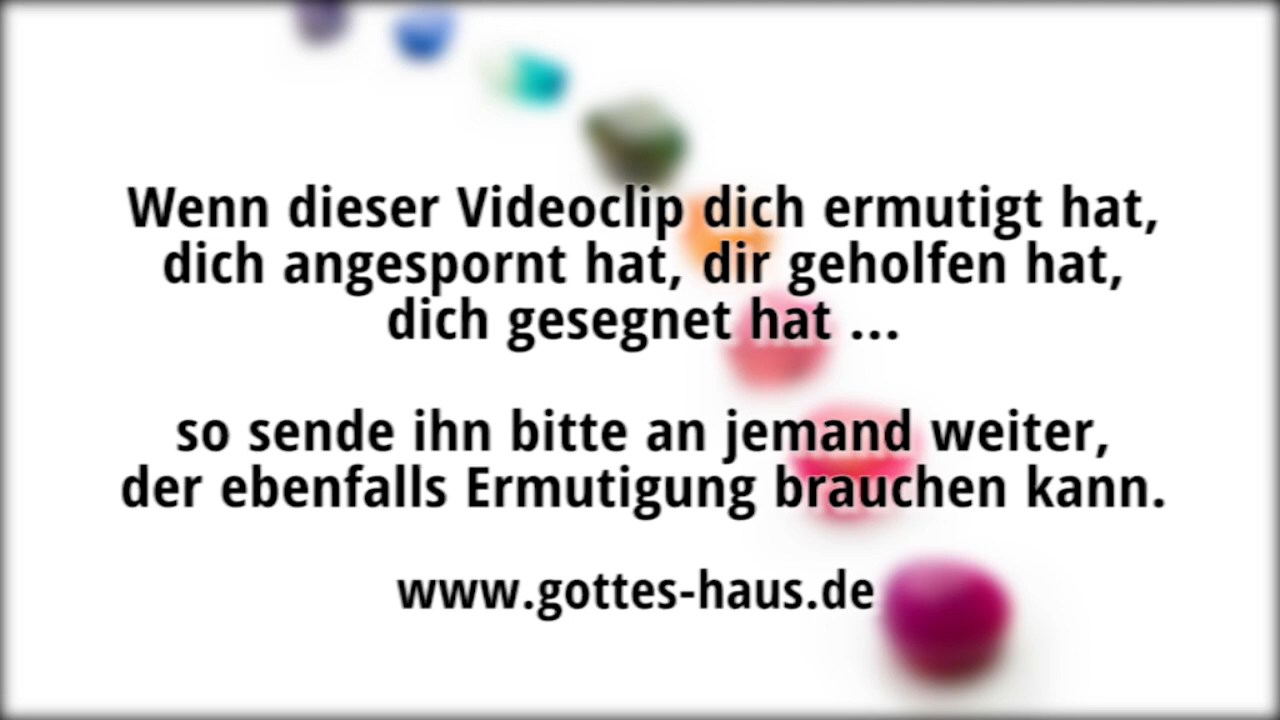 Wenn dieser Videoclip dich ermutigt hat,
dich angespornt hat, dir geholfen hat,
dich gesegnet hat ...
so sende ihn bitte an jemand weiter,
der ebenfalls Ermutigung brauchen kann.
www.gottes-haus.de